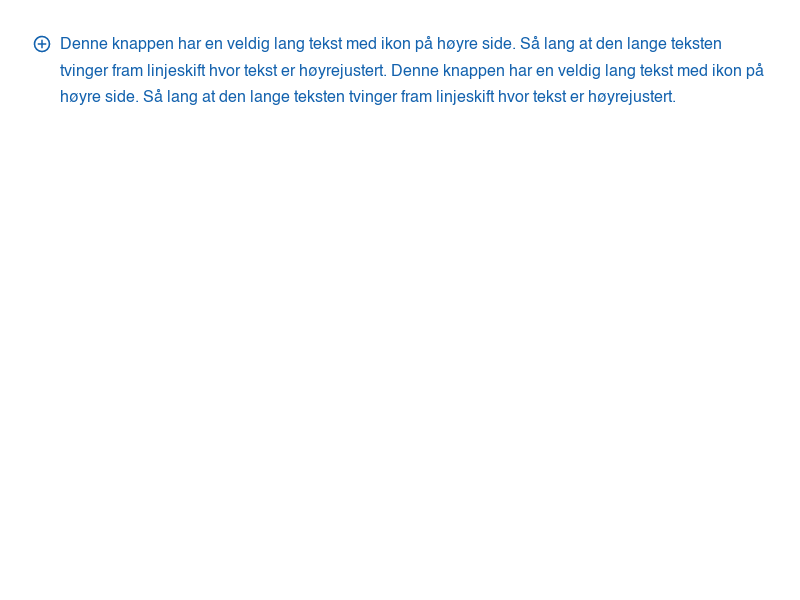 Denne knappen har en veldig lang tekst med ikon på høyre side. Så lang at den lange teksten
tvinger fram linjeskift hvor tekst er høyrejustert. Denne knappen har en veldig lang tekst med ikon på
høyre side. Så lang at den lange teksten tvinger fram linjeskift hvor tekst er høyrejustert.